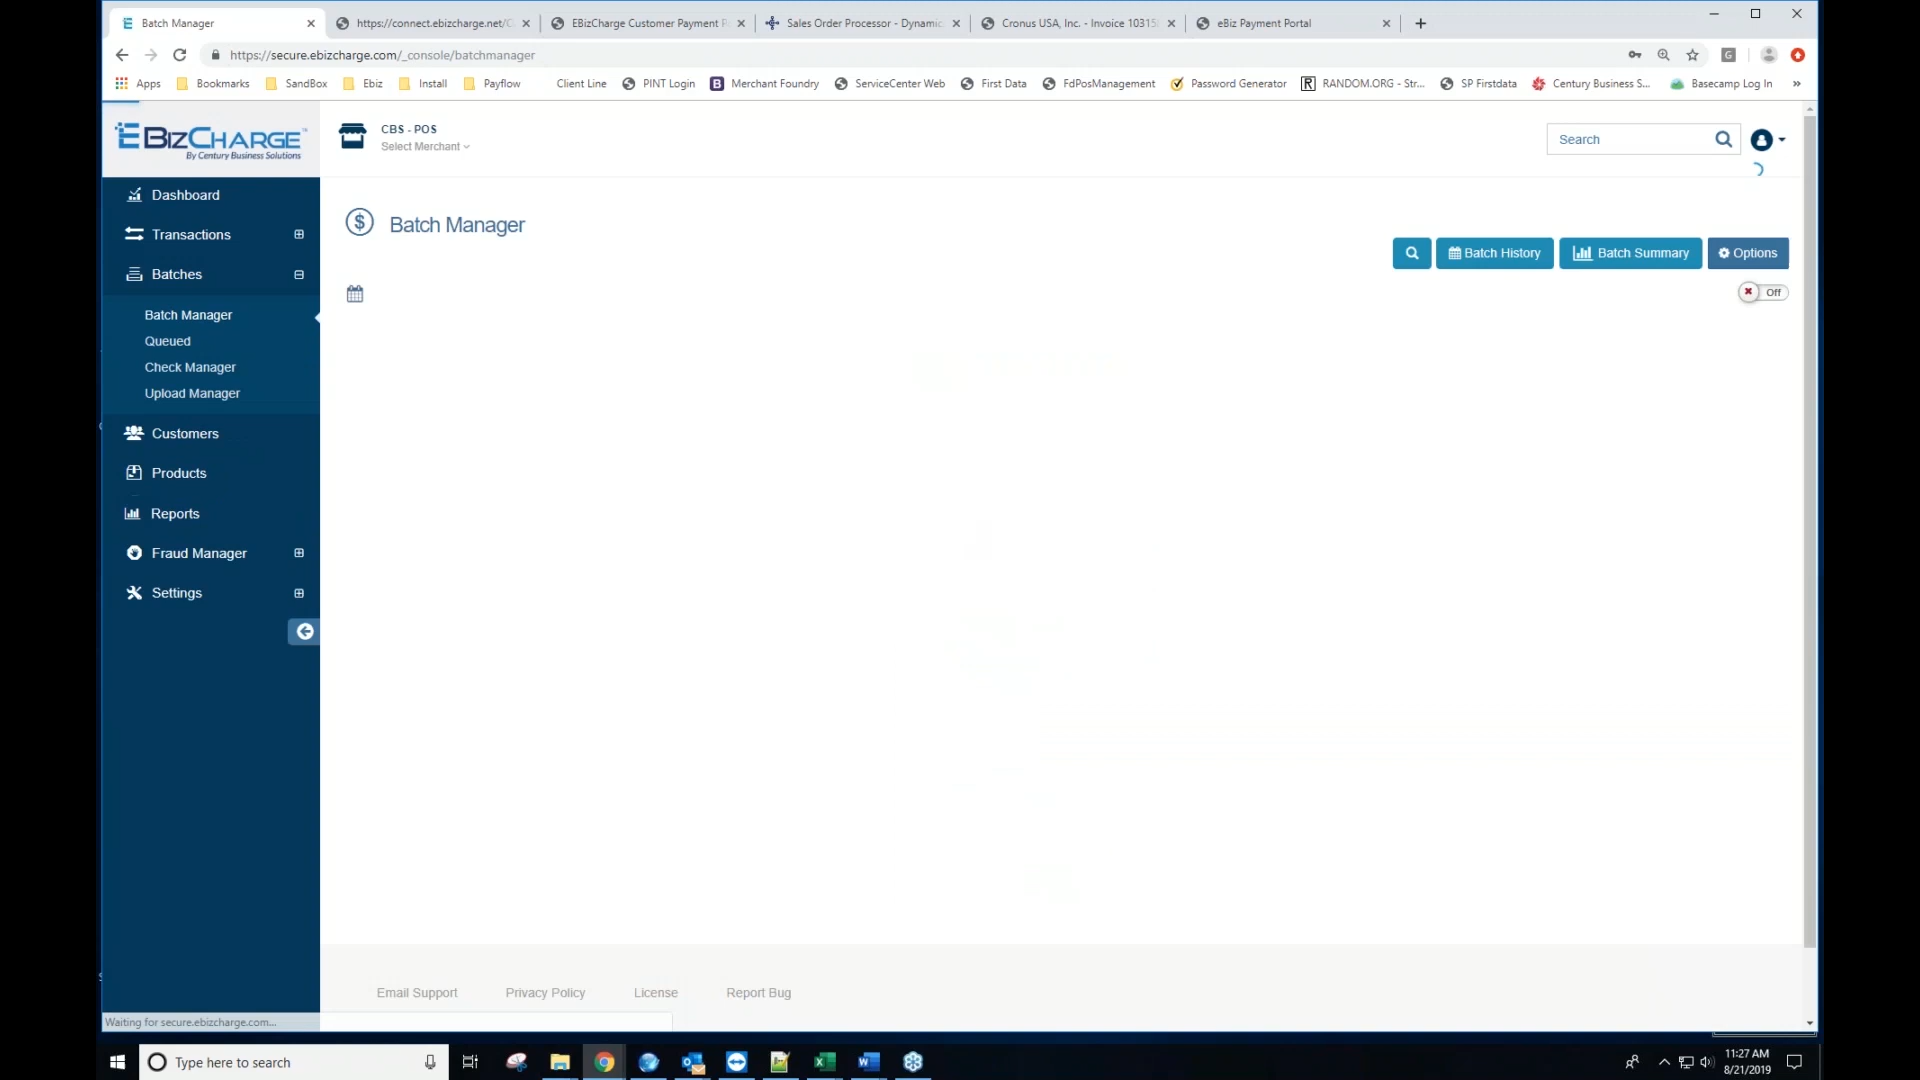 Batch Manager
https://connect.ebizcharge.net/C
EBizCharge Customer Payment R
Sales Order Processor - Dynamic
Cronus USA, Inc. - Invoice 10315
eBiz Payment Portal
https://secure.ebizcharge.com/_console/batchmanager
Apps
Bookmarks
SandBox
Ebiz
Install
Payflow
Client Line
PINT Login
Merchant Foundry
ServiceCenter Web
First Data
FdPosManagement
Password Generator
RANDOM.ORG - Str...
SP Firstdata
Century Business S...
Basecamp Log In
»
EBIZCHARGE
By Century Business Solutions
CBS - POS
Select Merchant
Search
Dashboard
Transactions
Batches
Batch Manager
Queued
Check Manager
Upload Manager
Customers
Products
Reports
Fraud Manager
Settings
Batch Manager
Batch History
Batch Summary
Options
Off
Email Support
Privacy Policy
License
Report Bug
Waiting for secure.ebizcharge.com...
Type here to search
11:27 AM
8/21/2019